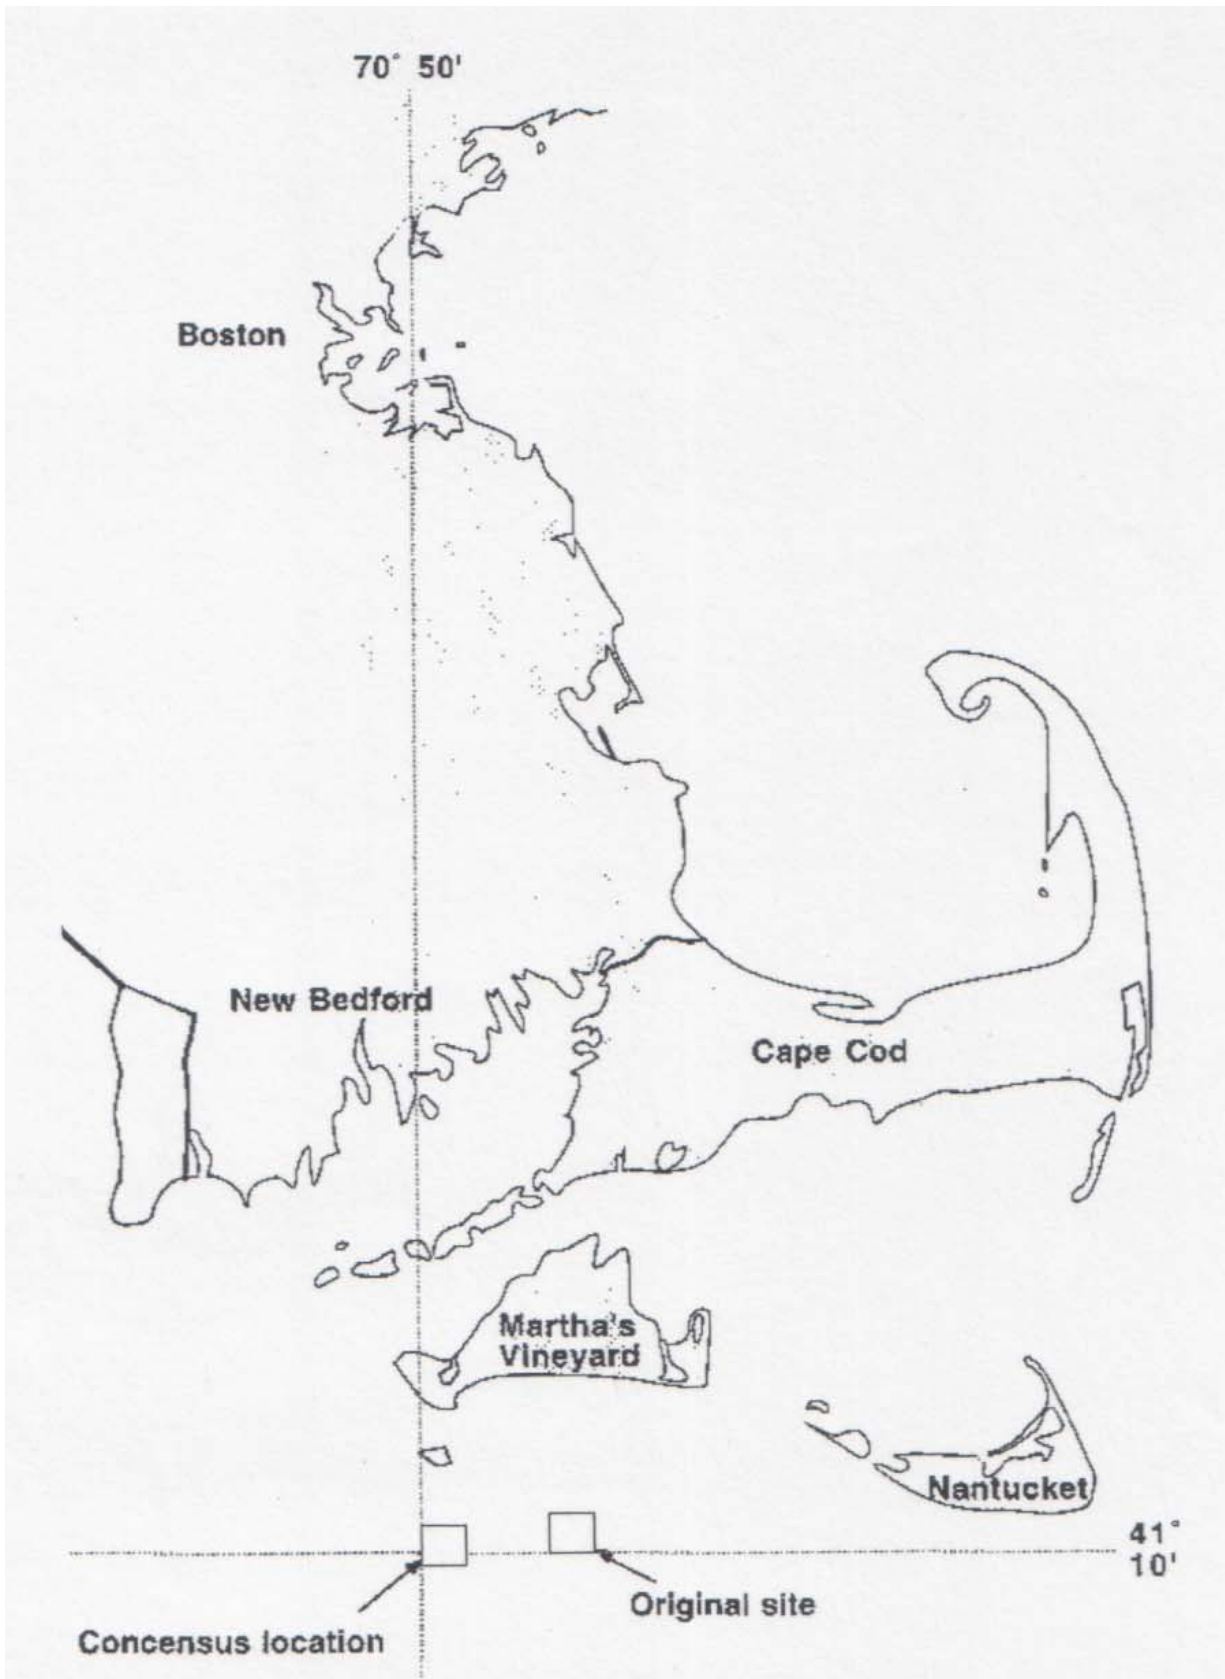 70° 50'
Boston
New Bedford
Cape Cod
Martha's
Vineyard
Nantucket
41°
10'
Original site
Concensus location